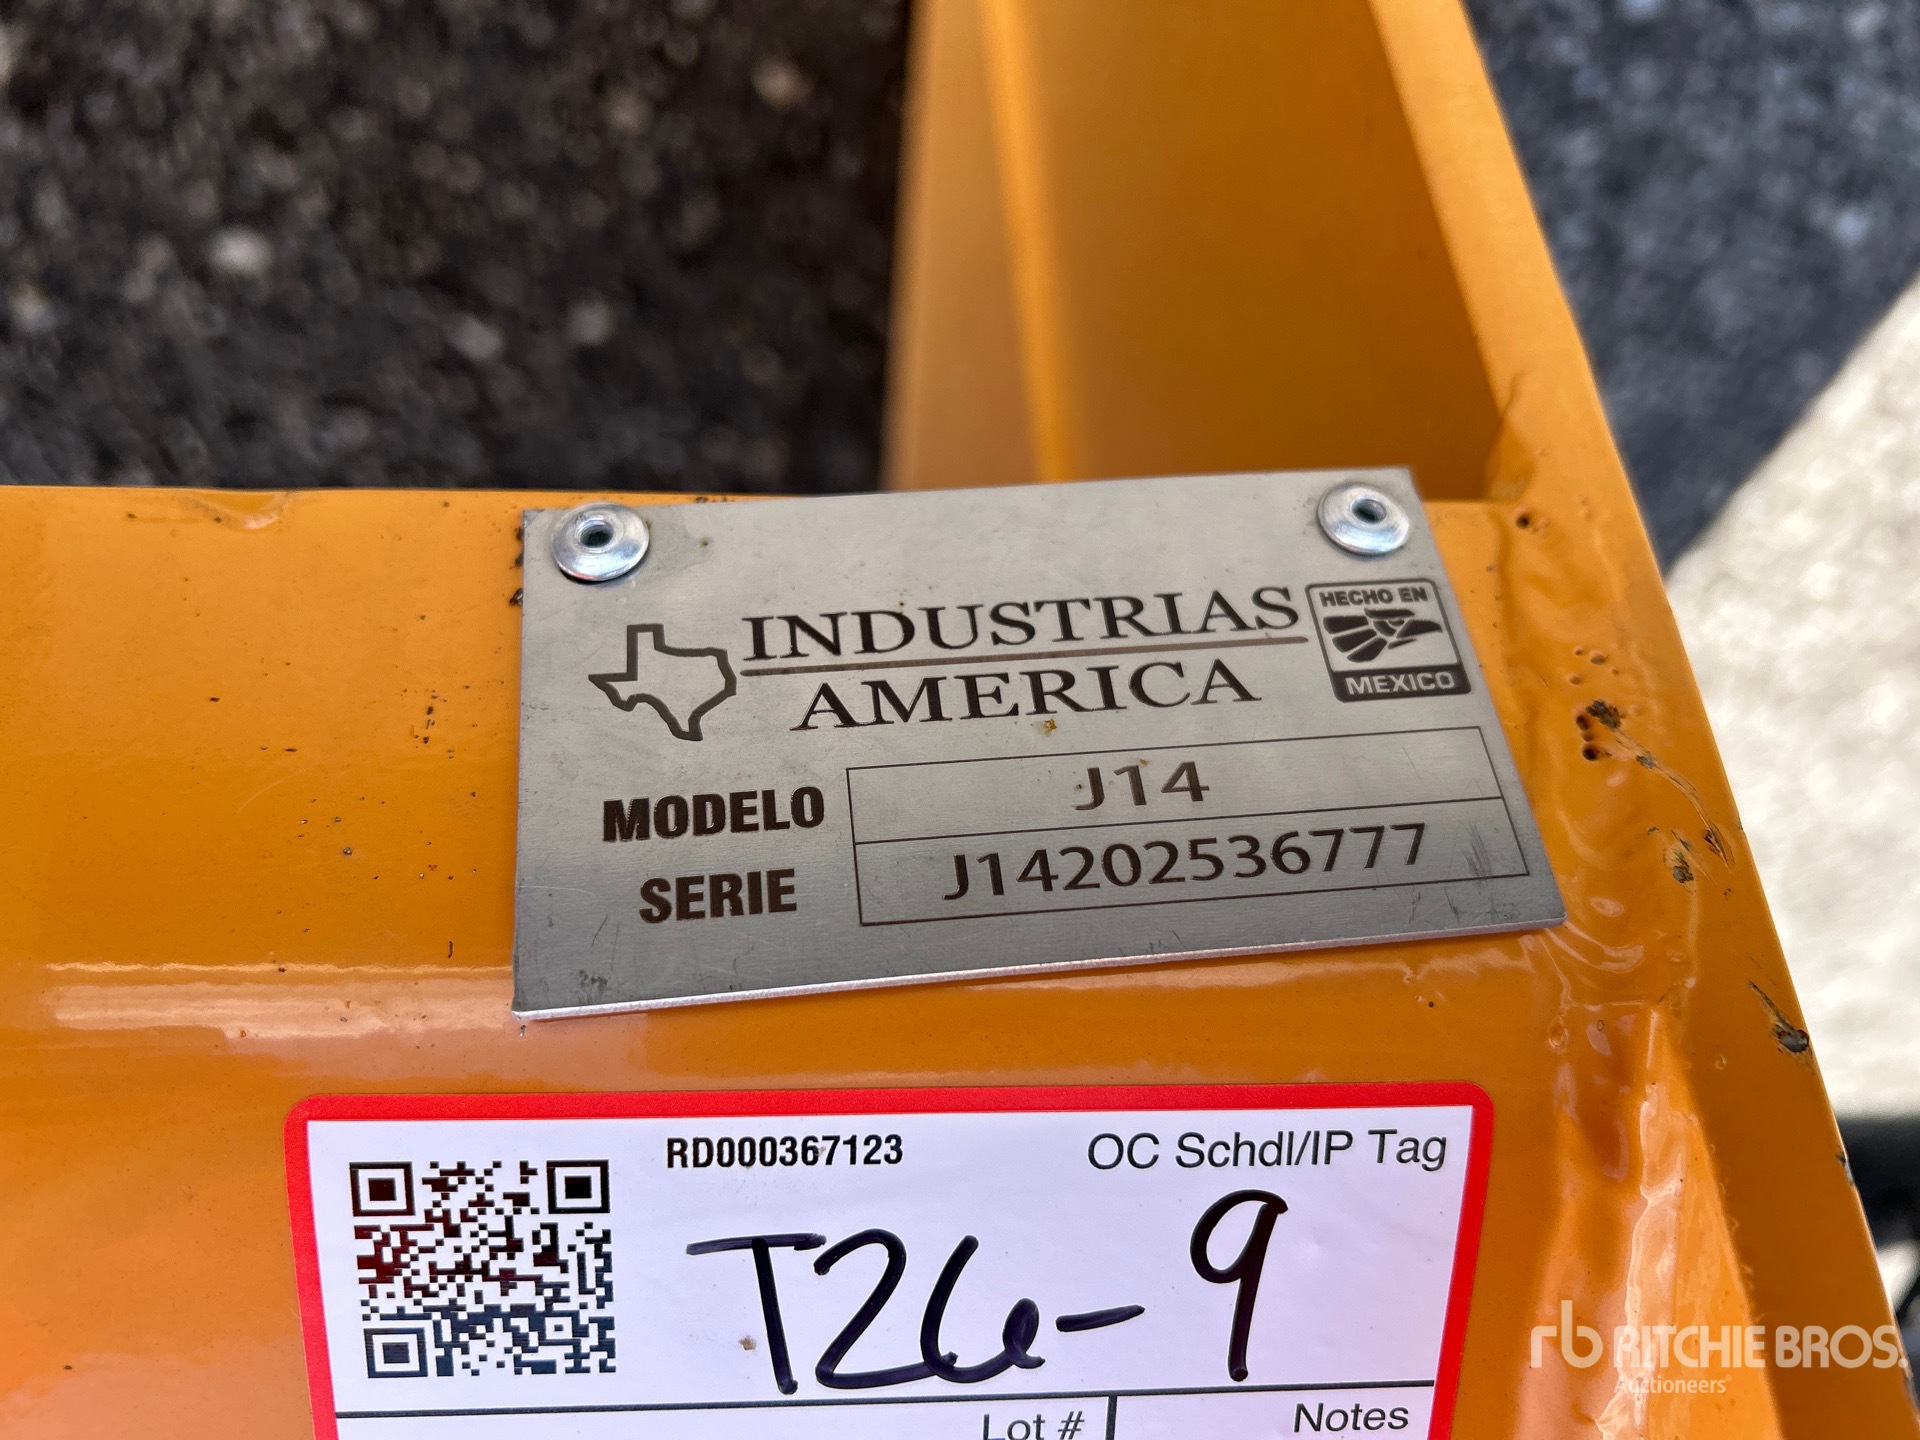 INDUSTRIAS
AMERICA
HECHO EN
MEXICO
MODELO J14
SERIE J14202536777
RD000367123 OC Schdl/IP Tag
T26-9
Lot # Notes
rb RITCHIE BROS.
Auctioneers